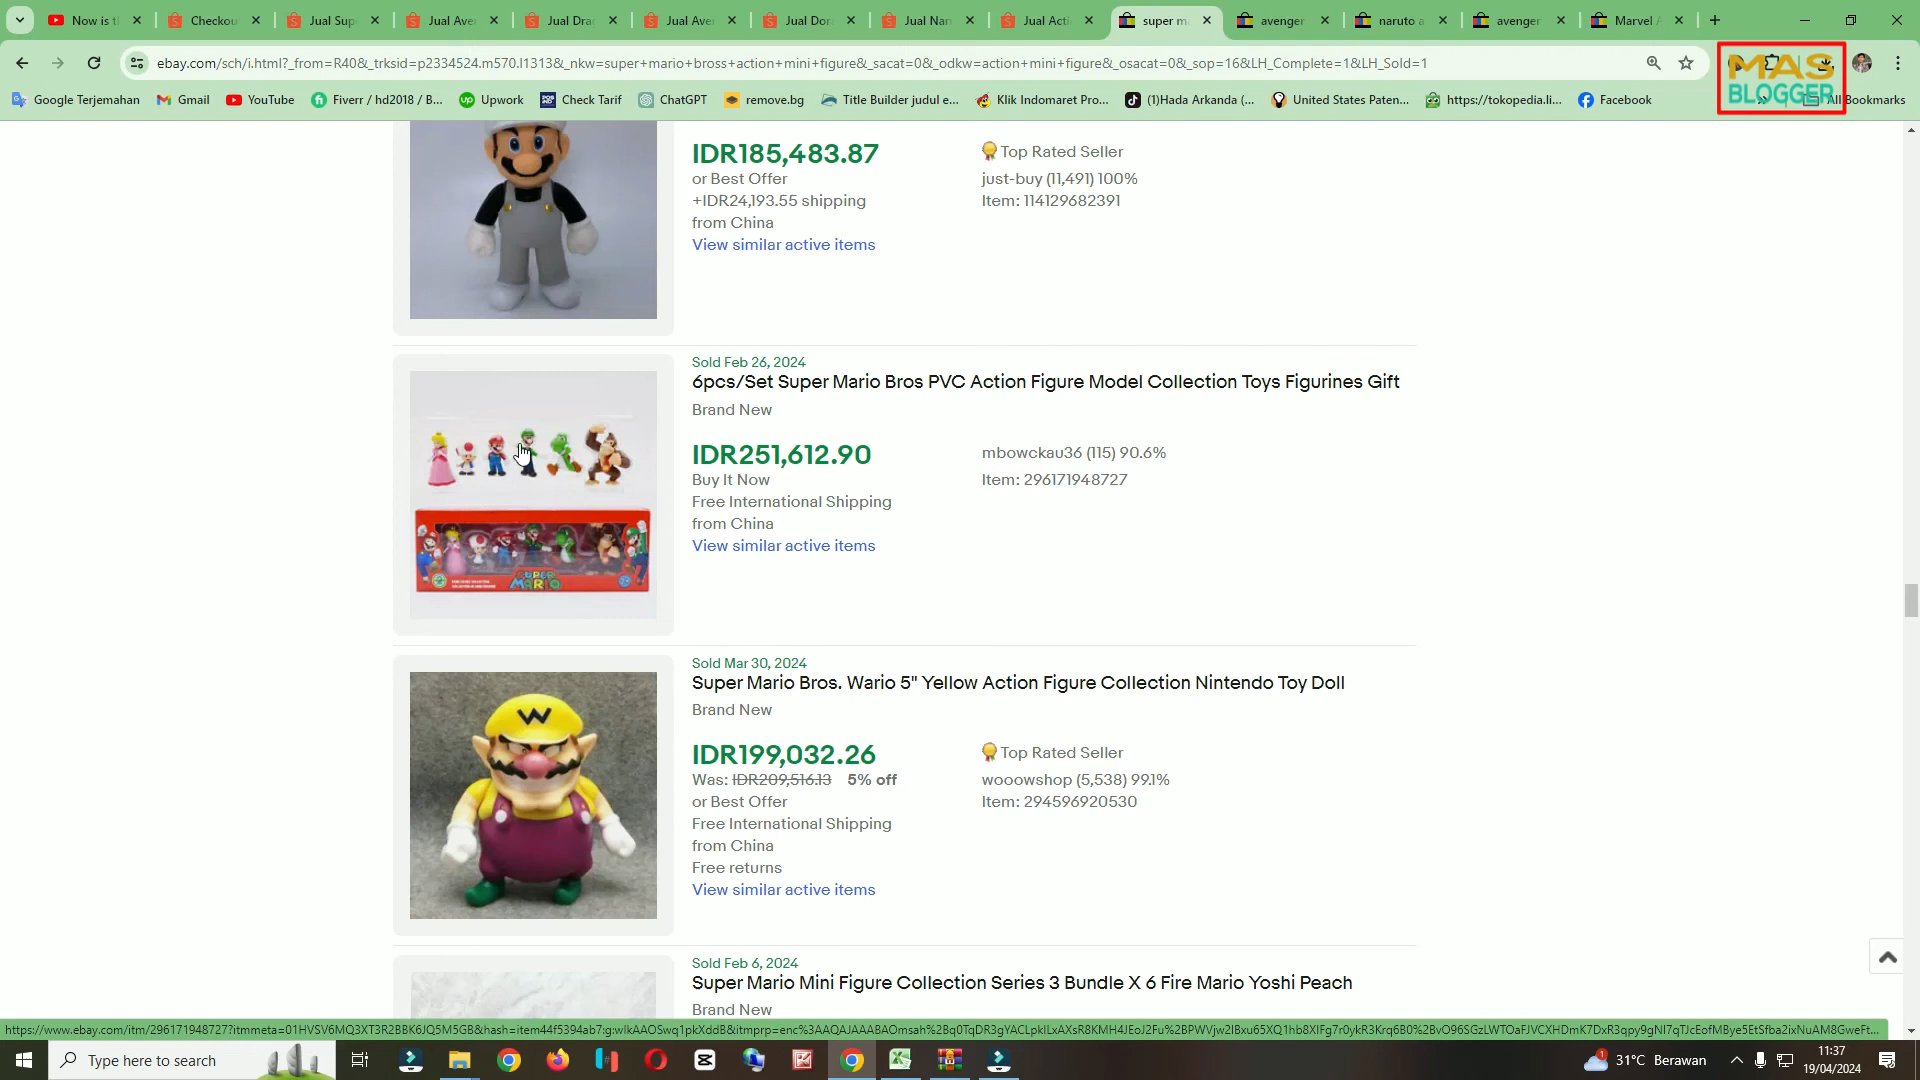 Now is t
Checkou
Jual Sup
Jual Ave
Jual Dra
Jual Ave
Jual Dor
Jual Nar
Jual Acti
super m
avenger
naruto a
avenger
Marvel
ebay.com/sch/i.html?_from=R40&_trksid=p2334524.m570.l1313&_nkw=super+mario+bross+action+mini+figure&_sacat=0&_odkw=action+mini+figure&_osacat=0&_sop=16&LH_Complete=1&LH_Sold=1
MAS
BLOGGER
Google Terjemahan
Gmail
YouTube
Fiverr / hd2018 / B...
Upwork
Check Tarif
ChatGPT
remove.bg
Title Builder judul e...
Klik Indomaret Pro...
(1)Hada Arkanda (...
United States Paten...
https://tokopedia.li...
Facebook
All Bookmarks
IDR185,483.87
or Best Offer
+IDR24,193.55 shipping
from China
View similar active items
Top Rated Seller
just-buy (11,491) 100%
Item: 114129682391
Sold Feb 26, 2024
6pcs/Set Super Mario Bros PVC Action Figure Model Collection Toys Figurines Gift
Brand New
IDR251,612.90
Buy It Now
Free International Shipping
from China
View similar active items
mbowckau36 (115) 90.6%
Item: 296171948727
SUPER
MARIO
Sold Mar 30, 2024
Super Mario Bros. Wario 5" Yellow Action Figure Collection Nintendo Toy Doll
Brand New
IDR199,032.26
Was: IDR209,516.13 5% off
or Best Offer
Free International Shipping
from China
Free returns
View similar active items
Top Rated Seller
wooowshop (5,538) 99.1%
Item: 294596920530
W
Sold Feb 6, 2024
Super Mario Mini Figure Collection Series 3 Bundle X 6 Fire Mario Yoshi Peach
Brand New
Type here to search
31°C Berawan
11:37
19/04/2024